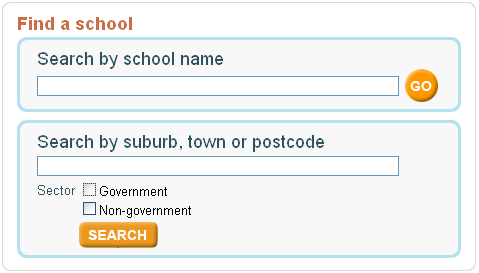 Find a school
Search by school name
GO
Search by suburb, town or postcode
Sector Government
Non-government
SEARCH